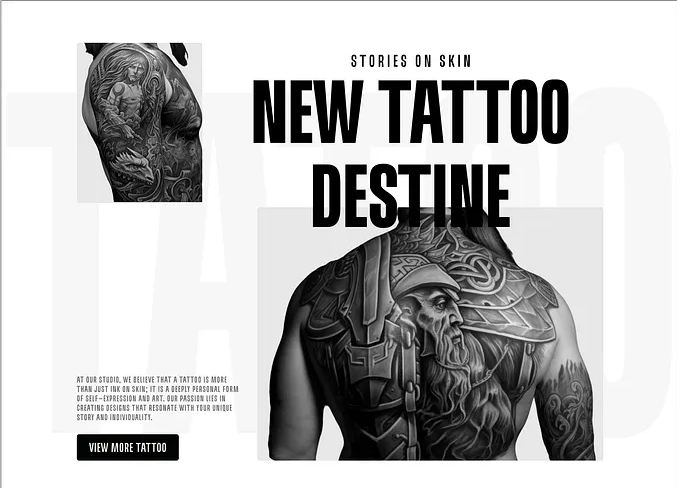 STORIES ON SKIN
NEW TATTOO
DESTINE
AT OUR STUDIO, WE BELIEVE THAT A TATTOO IS MORE
THAN JUST INK ON SKIN; IT IS A DEEPLY PERSONAL FORM
OF SELF-EXPRESSION AND ART. OUR PASSION LIES IN
CREATING DESIGNS THAT RESONATE WITH YOUR UNIQUE
STORY AND INDIVIDUALITY.
VIEW MORE TATTOO
TATTOO